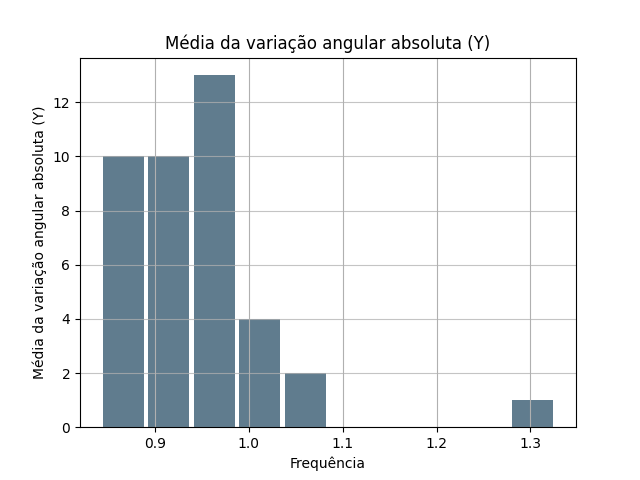 Média da variação angular absoluta (Y)
Média da variação angular absoluta (Y)
12
10
8
6
4
2
0
0.9 1.0 1.1 1.2 1.3
Frequência